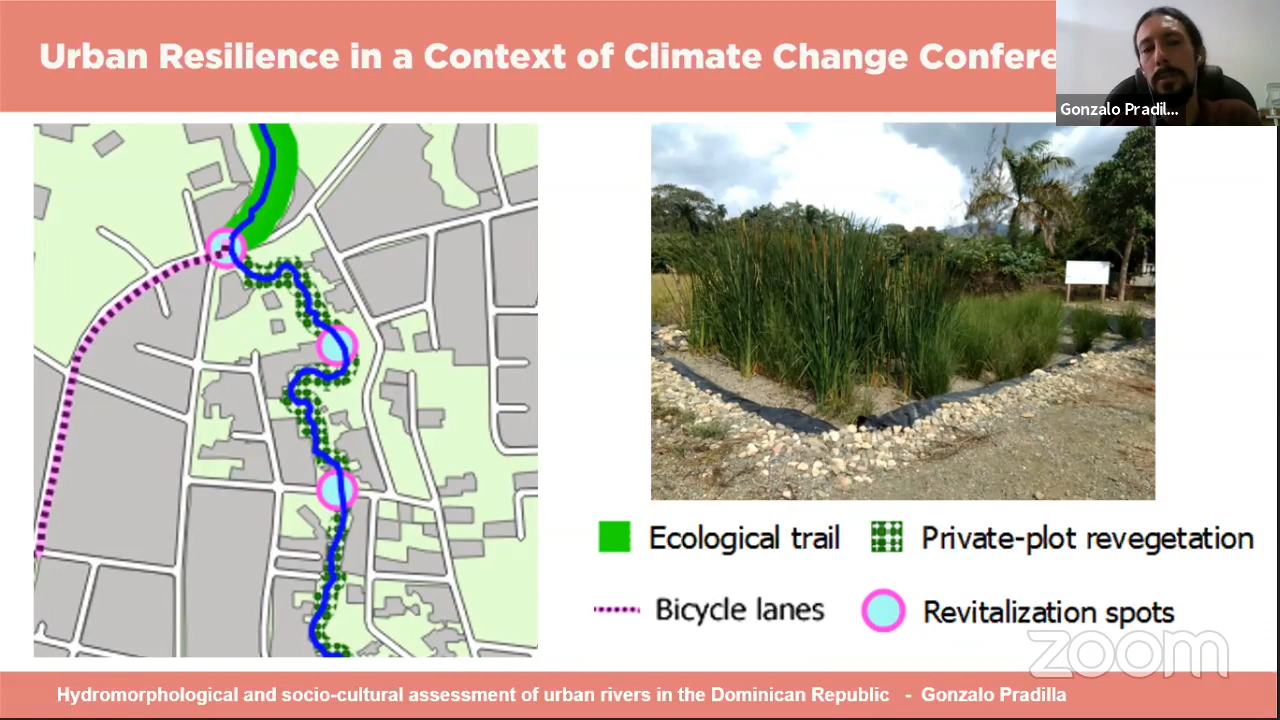 Urban Resilience in a Context of Climate Change Confere
Gonzalo Pradil...
Ecological trail
Private-plot revegetation
Bicycle lanes
Revitalization spots
zoom
Hydromorphological and socio-cultural assessment of urban rivers in the Dominican Republic - Gonzalo Pradilla